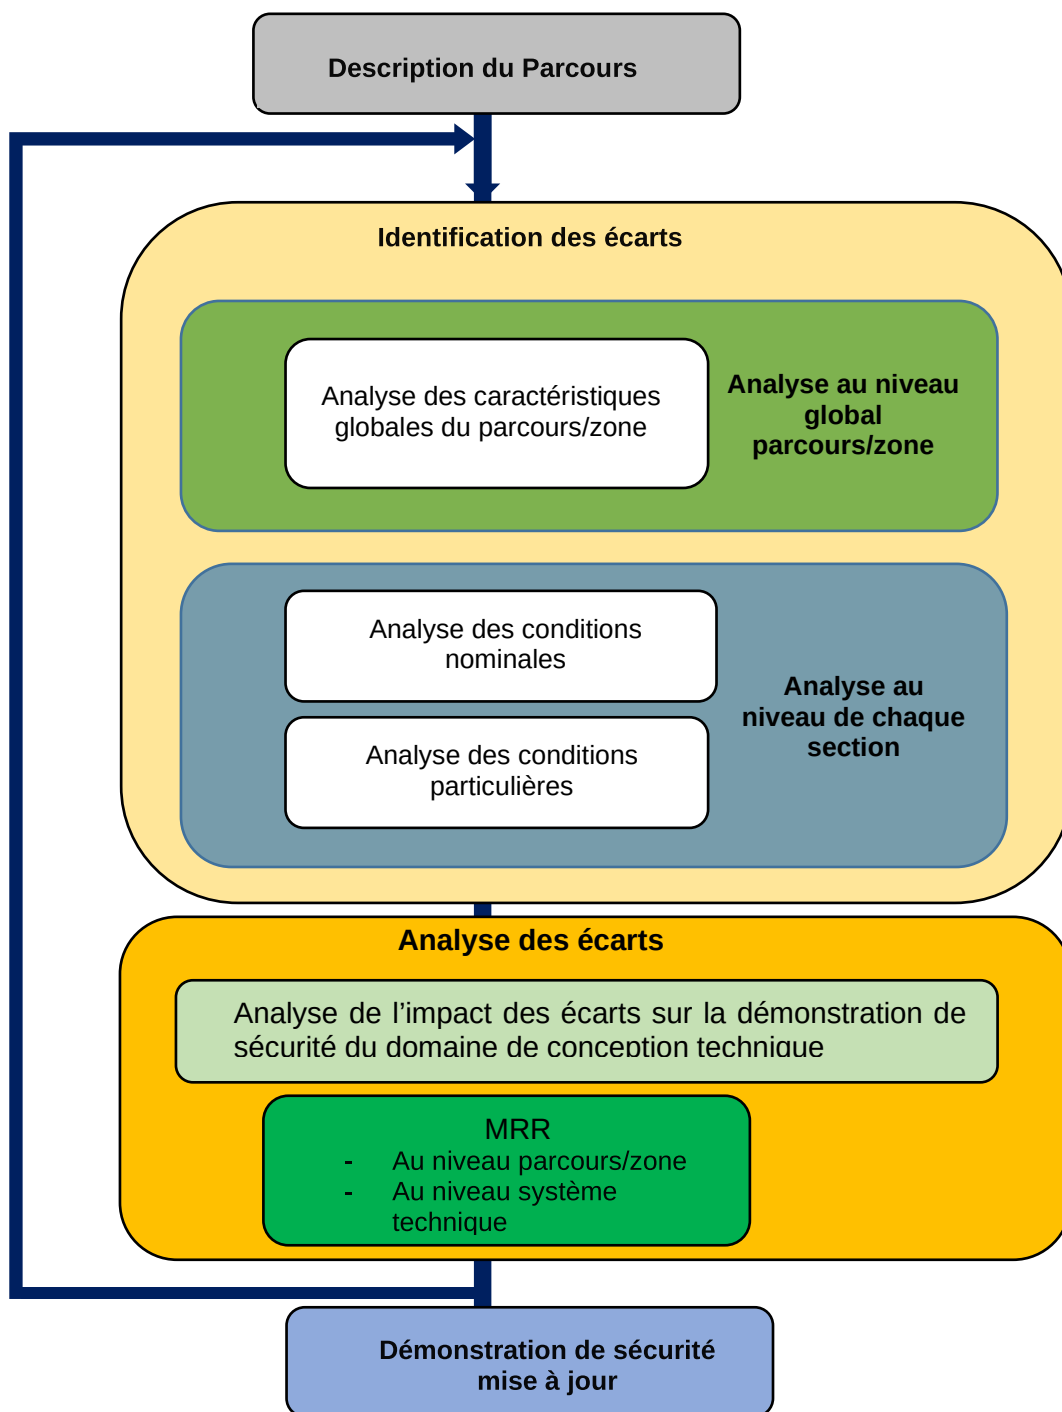 Description du Parcours
Identification des écarts
Analyse des caractéristiques
globales du parcours/zone
Analyse au niveau
global
parcours/zone
Analyse des conditions
nominales
Analyse des conditions
particulières
Analyse au
niveau de chaque
section
Analyse des écarts
Analyse de l’impact des écarts sur la démonstration de
sécurité du domaine de conception technique
MRR
- Au niveau parcours/zone
- Au niveau système
technique
Démonstration de sécurité
mise à jour